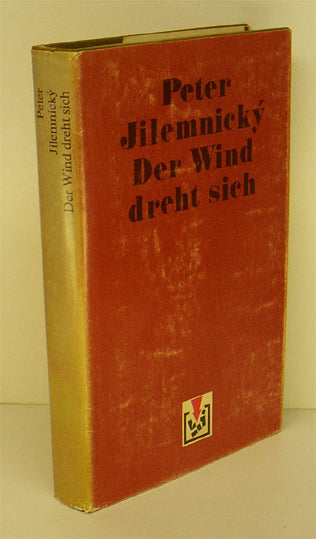 Peter
Jilemnický
Der Wind dreht sich
Peter
Jilemnický
Der Wind
dreht sich